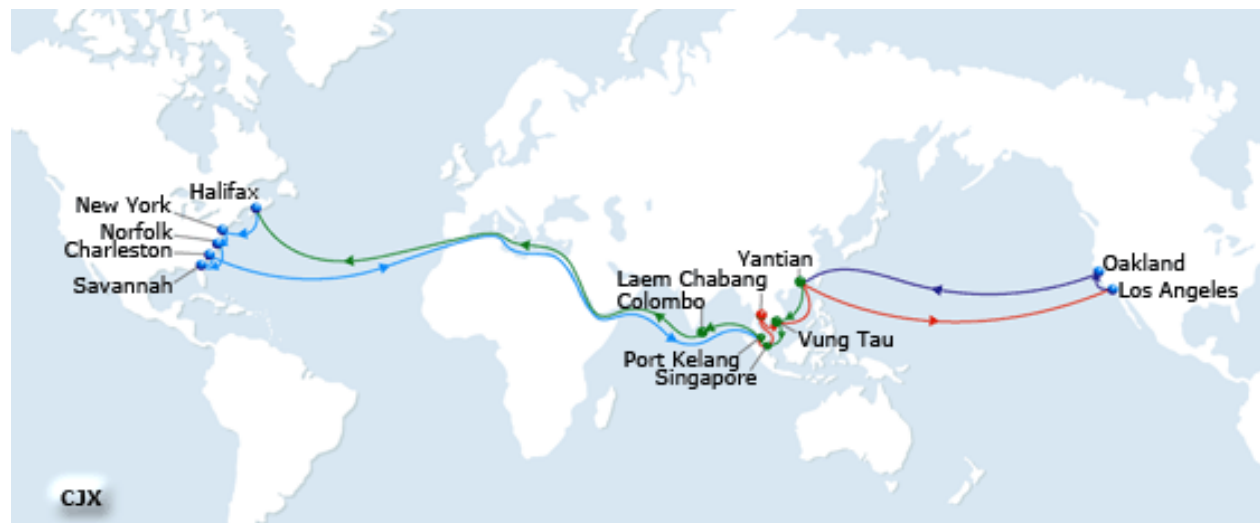 Halifax
New York
Norfolk
Charleston
Savannah
Laem Chabang
Colombo
Yantian
Oakland
Los Angeles
Vung Tau
Port Kelang
Singapore
CJX